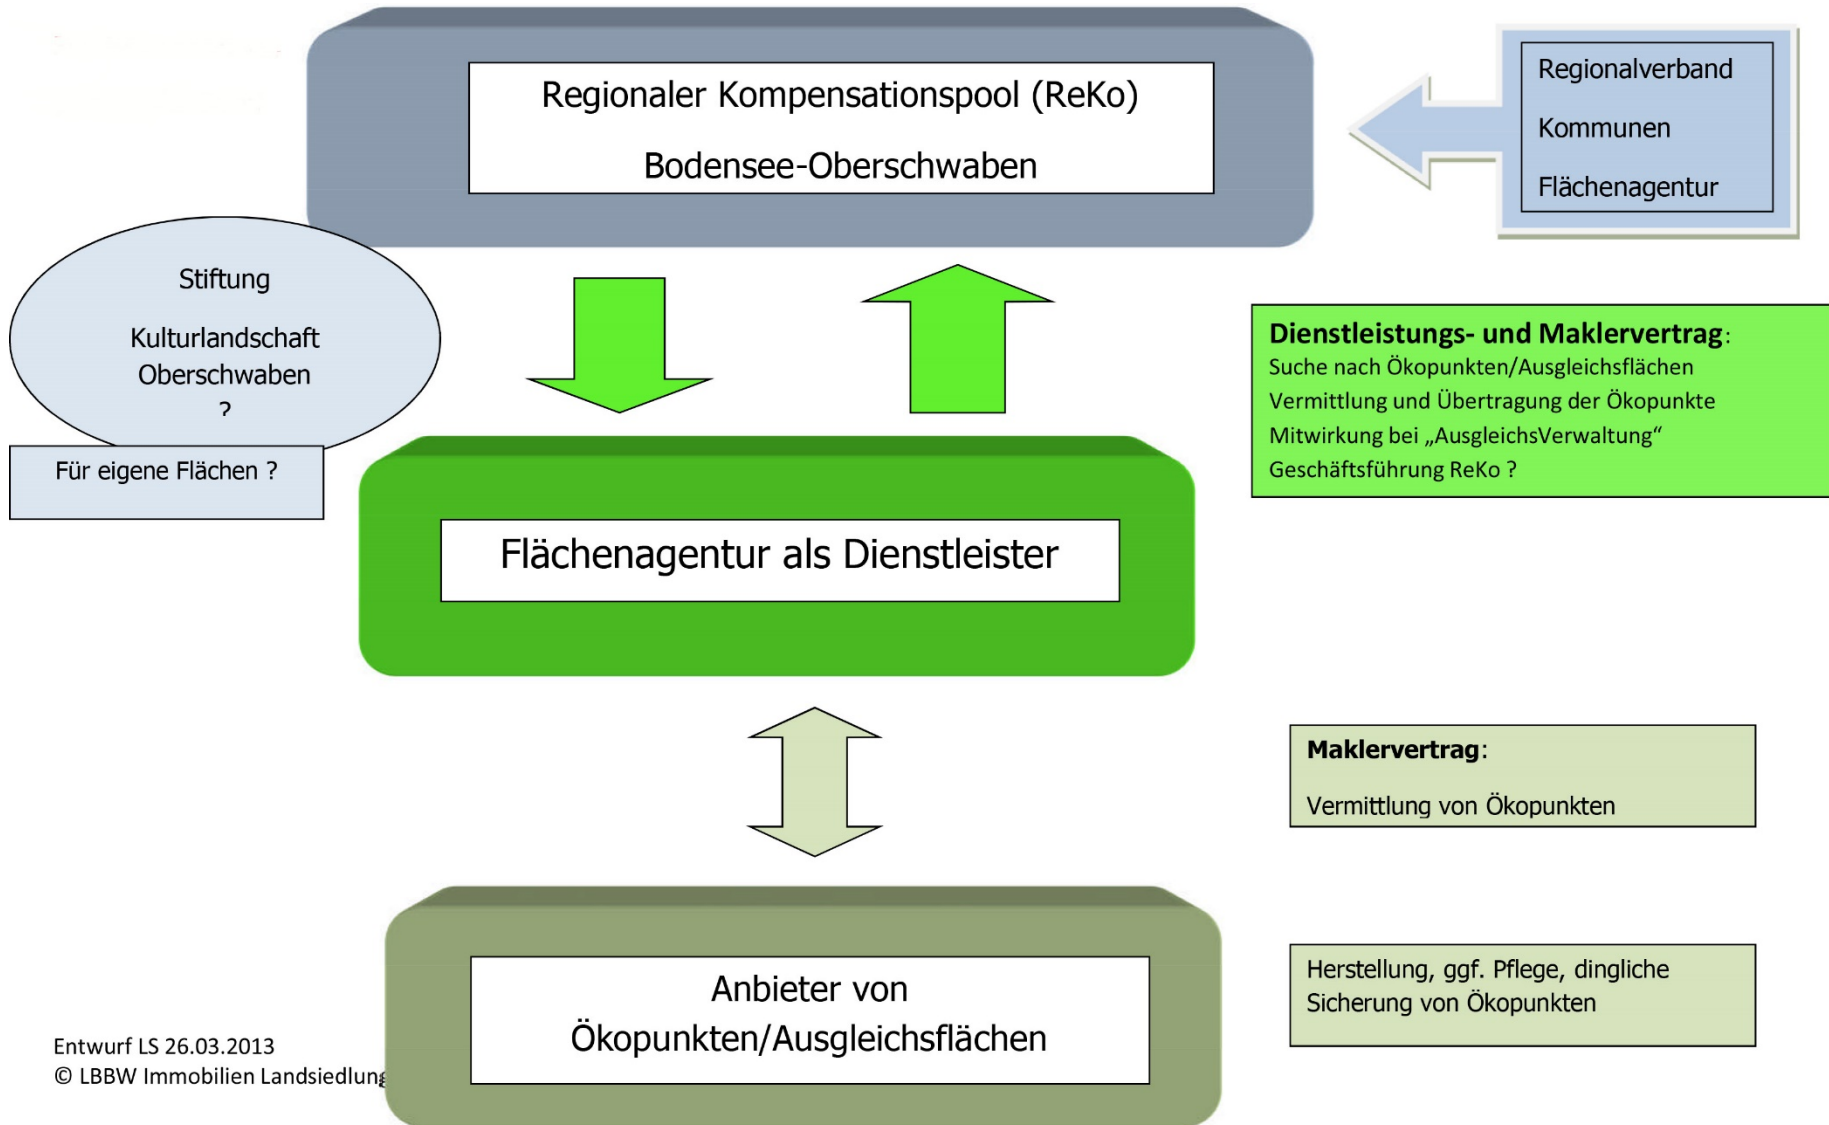 Regionaler Kompensationspool (ReKo)
Bodensee-Oberschwaben
Regionalverband
Kommunen
Flächenagentur
Stiftung
Kulturlandschaft
Oberschwaben
?
Für eigene Flächen ?
Dienstleistungs- und Maklervertrag:
Suche nach Ökopunkten/Ausgleichsflächen
Vermittlung und Übertragung der Ökopunkte
Mitwirkung bei „AusgleichsVerwaltung“
Geschäftsführung ReKo ?
Flächenagentur als Dienstleister
Maklervertrag:
Vermittlung von Ökopunkten
Anbieter von
Ökopunkten/Ausgleichsflächen
Herstellung, ggf. Pflege, dingliche
Sicherung von Ökopunkten
Entwurf LS 26.03.2013
© LBBW Immobilien Landsiedlung